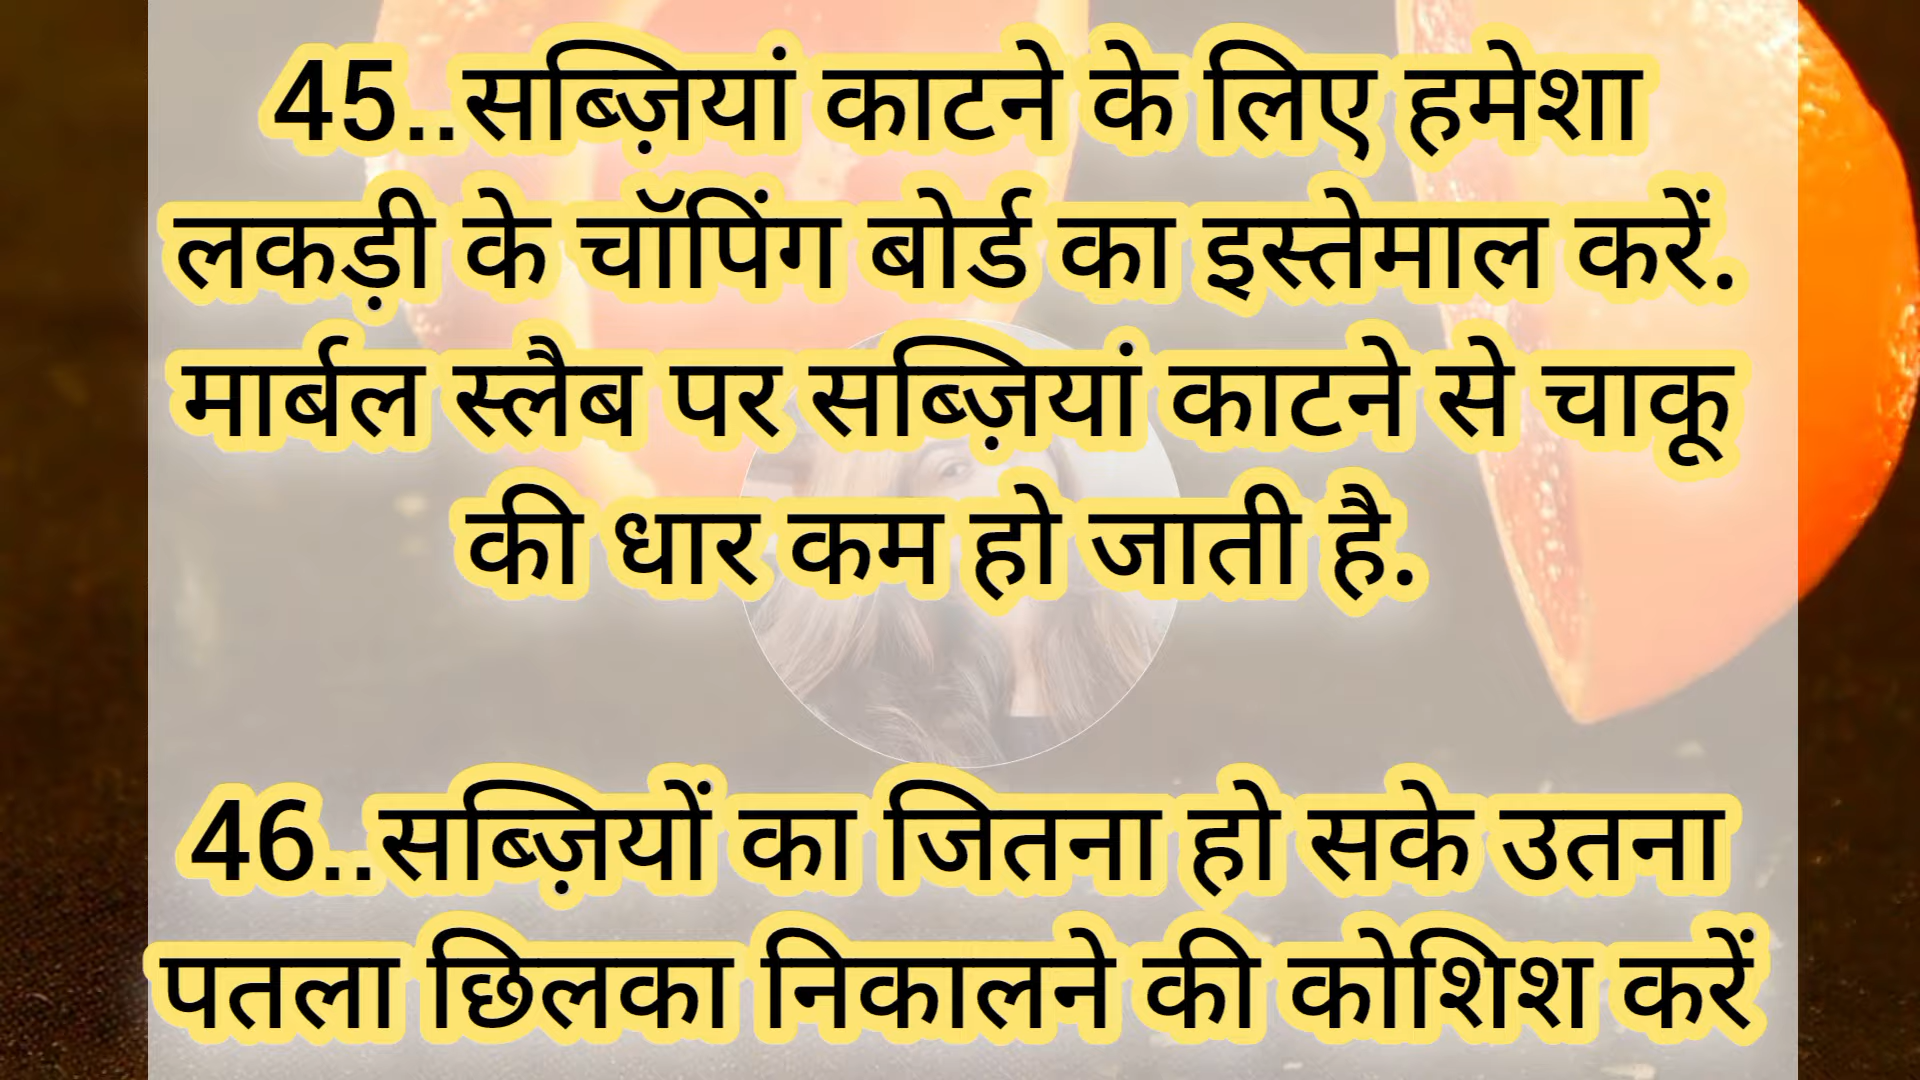 45..सब्ज़ियां काटने के लिए हमेशा
लकड़ी के चॉपिंग बोर्ड का इस्तेमाल करें.
मार्बल स्लैब पर सब्ज़ियां काटने से चाकू
की धार कम हो जाती है.
46..सब्ज़ियों का जितना हो सके उतना
पतला छिलका निकालने की कोशिश करें